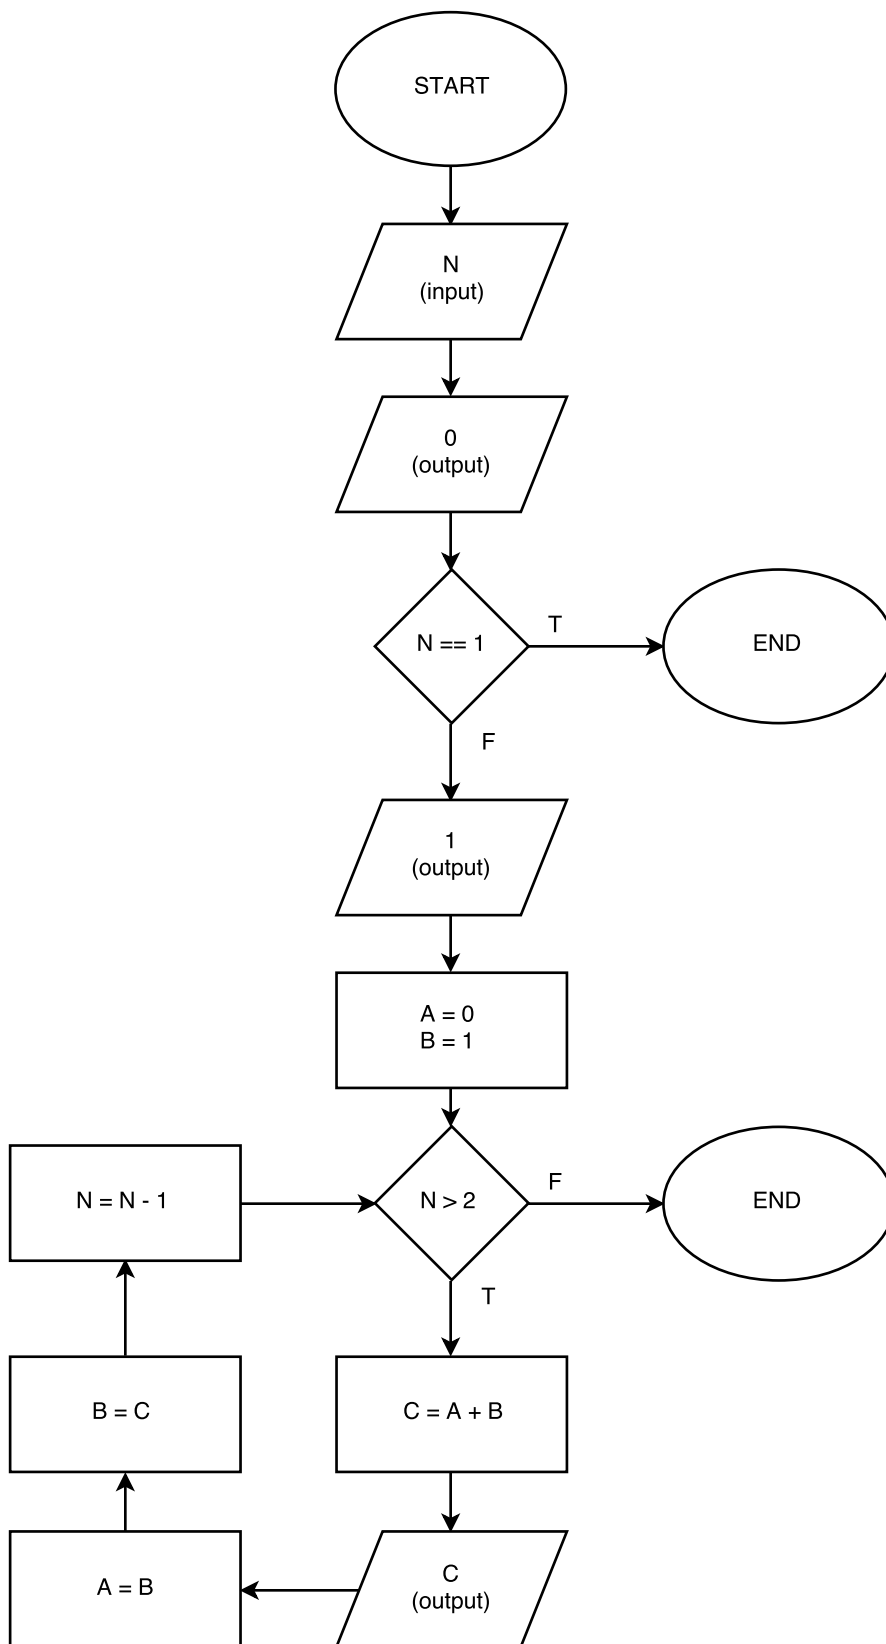 START
N
(input)
0
(output)
N == 1
T
END
F
1
(output)
A = 0
B = 1
N = N - 1
N > 2
F
END
T
B = C
C = A + B
A = B
C
(output)